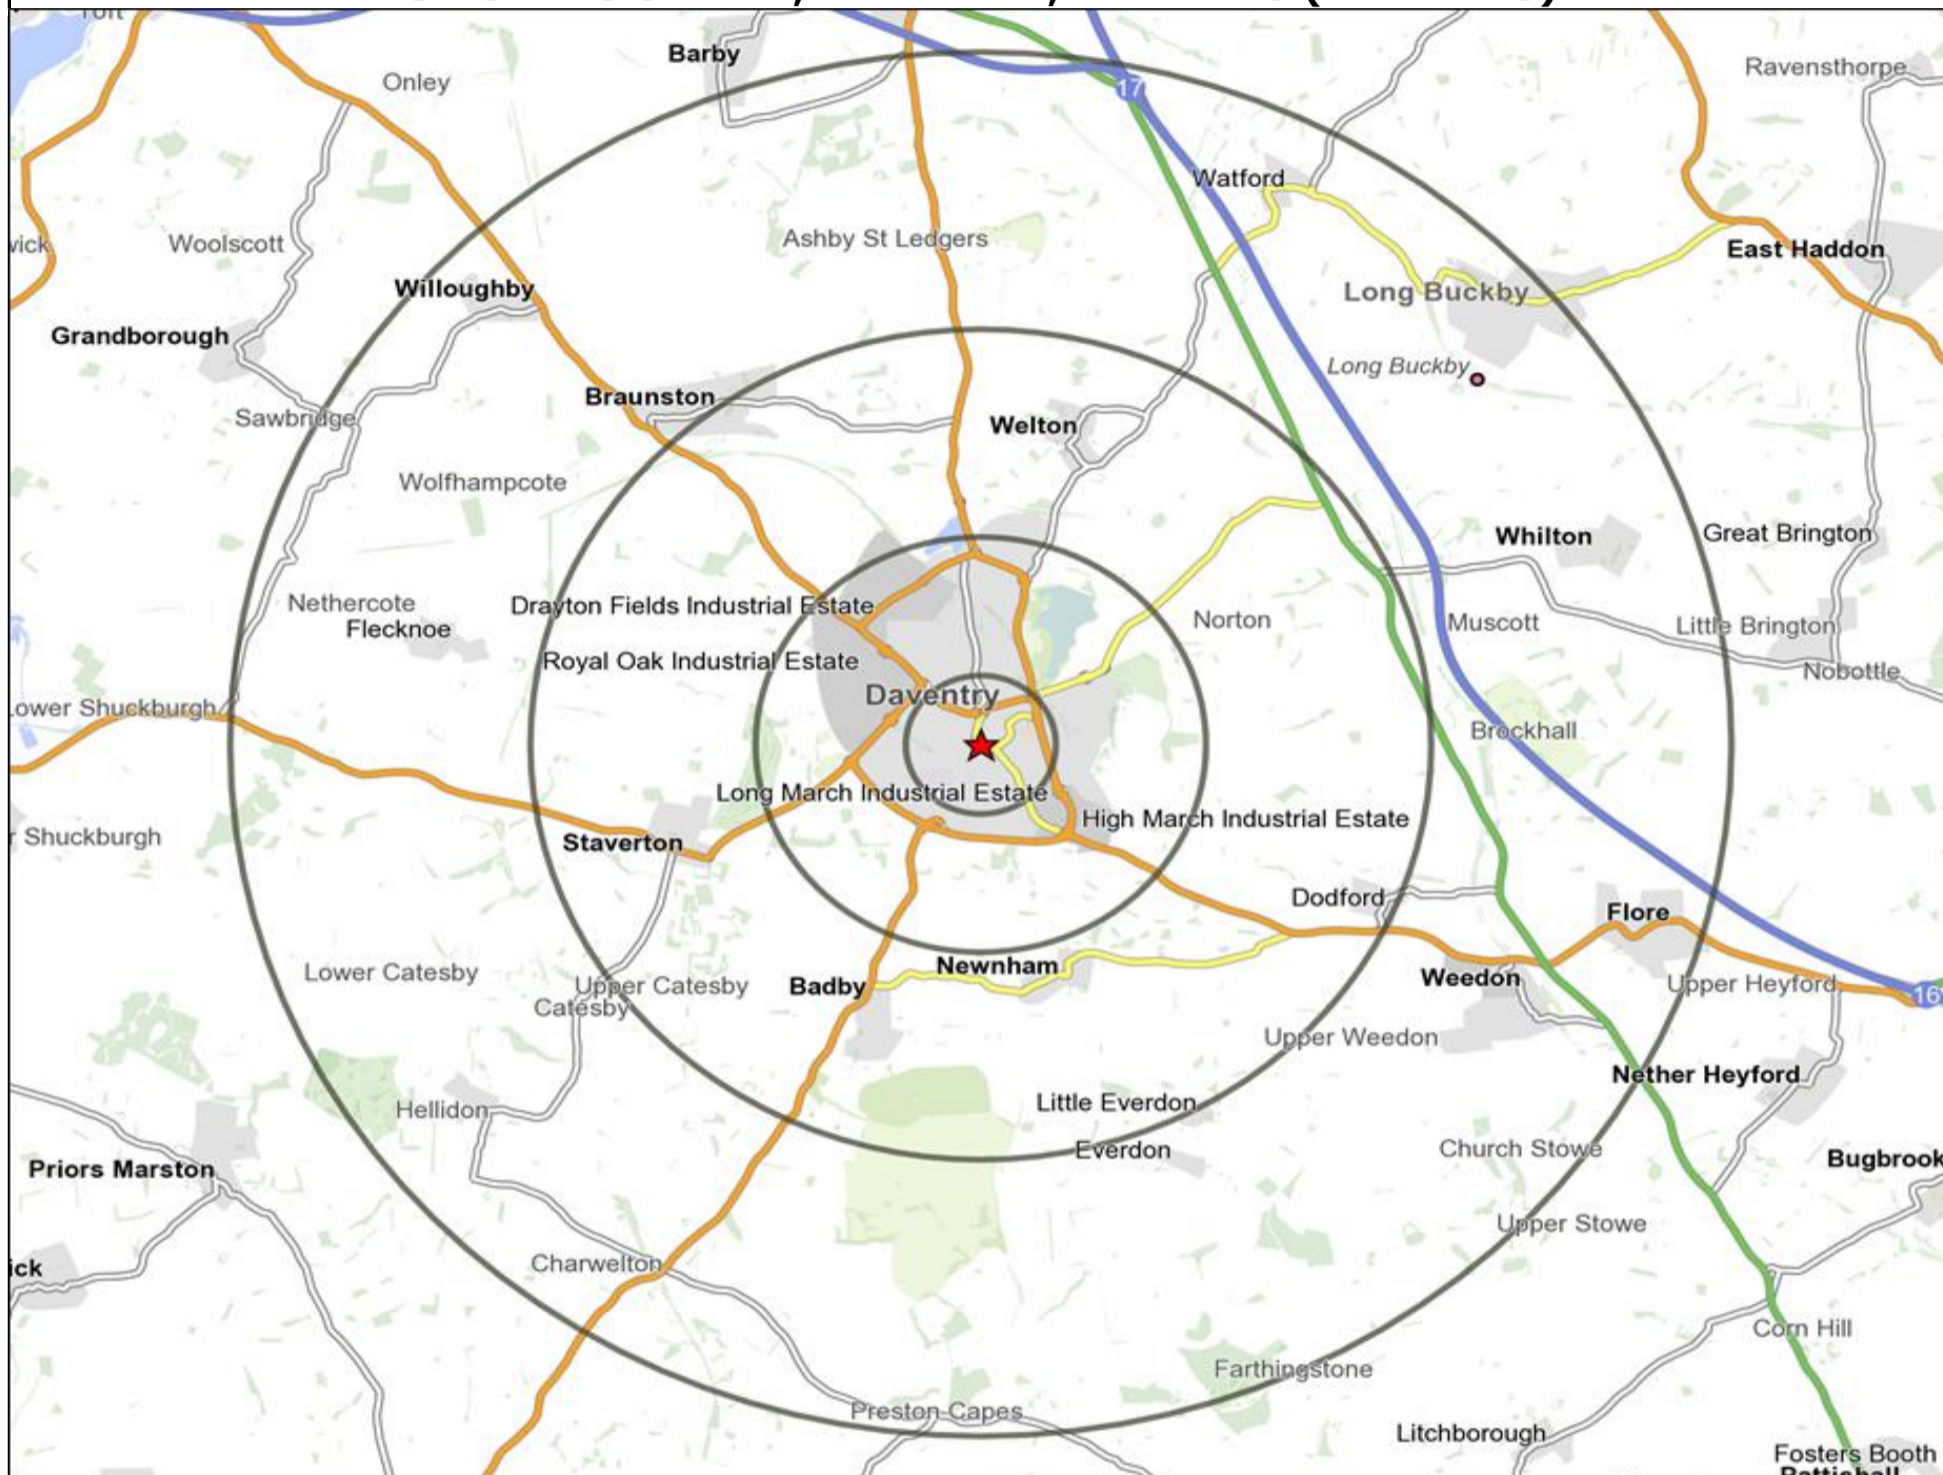 Barby
Onley
17
Ravensthorpe
Watford
Woolscott
Ashby St Ledgers
East Haddon
Willoughby
Long Buckby
Grandborough
Long Buckby
Braunston
Sawbridge
Welton
Wolfhampcote
Whilton
Great Brington
Nethercote
Drayton Fields Industrial Estate
Flecknoe
Norton
Muscott
Little Brington
Royal Oak Industrial Estate
Nobottle
Daventry
Lower Shuckburgh
Brockhall
Long March Industrial Estate
High March Industrial Estate
r Shuckburgh
Staverton
Dodford
Flore
Lower Catesby
Newnham
Upper Catesby
Badby
Weedon
Upper Heyford
16
Catesby
Upper Weedon
Nether Heyford
Hellidon
Little Everdon
Everdon
Church Stowe
Priors Marston
Bugbrook
Upper Stowe
Charwelton
ick
Corn Hill
Farthingstone
Preston Capes
Litchborough
Fosters Booth